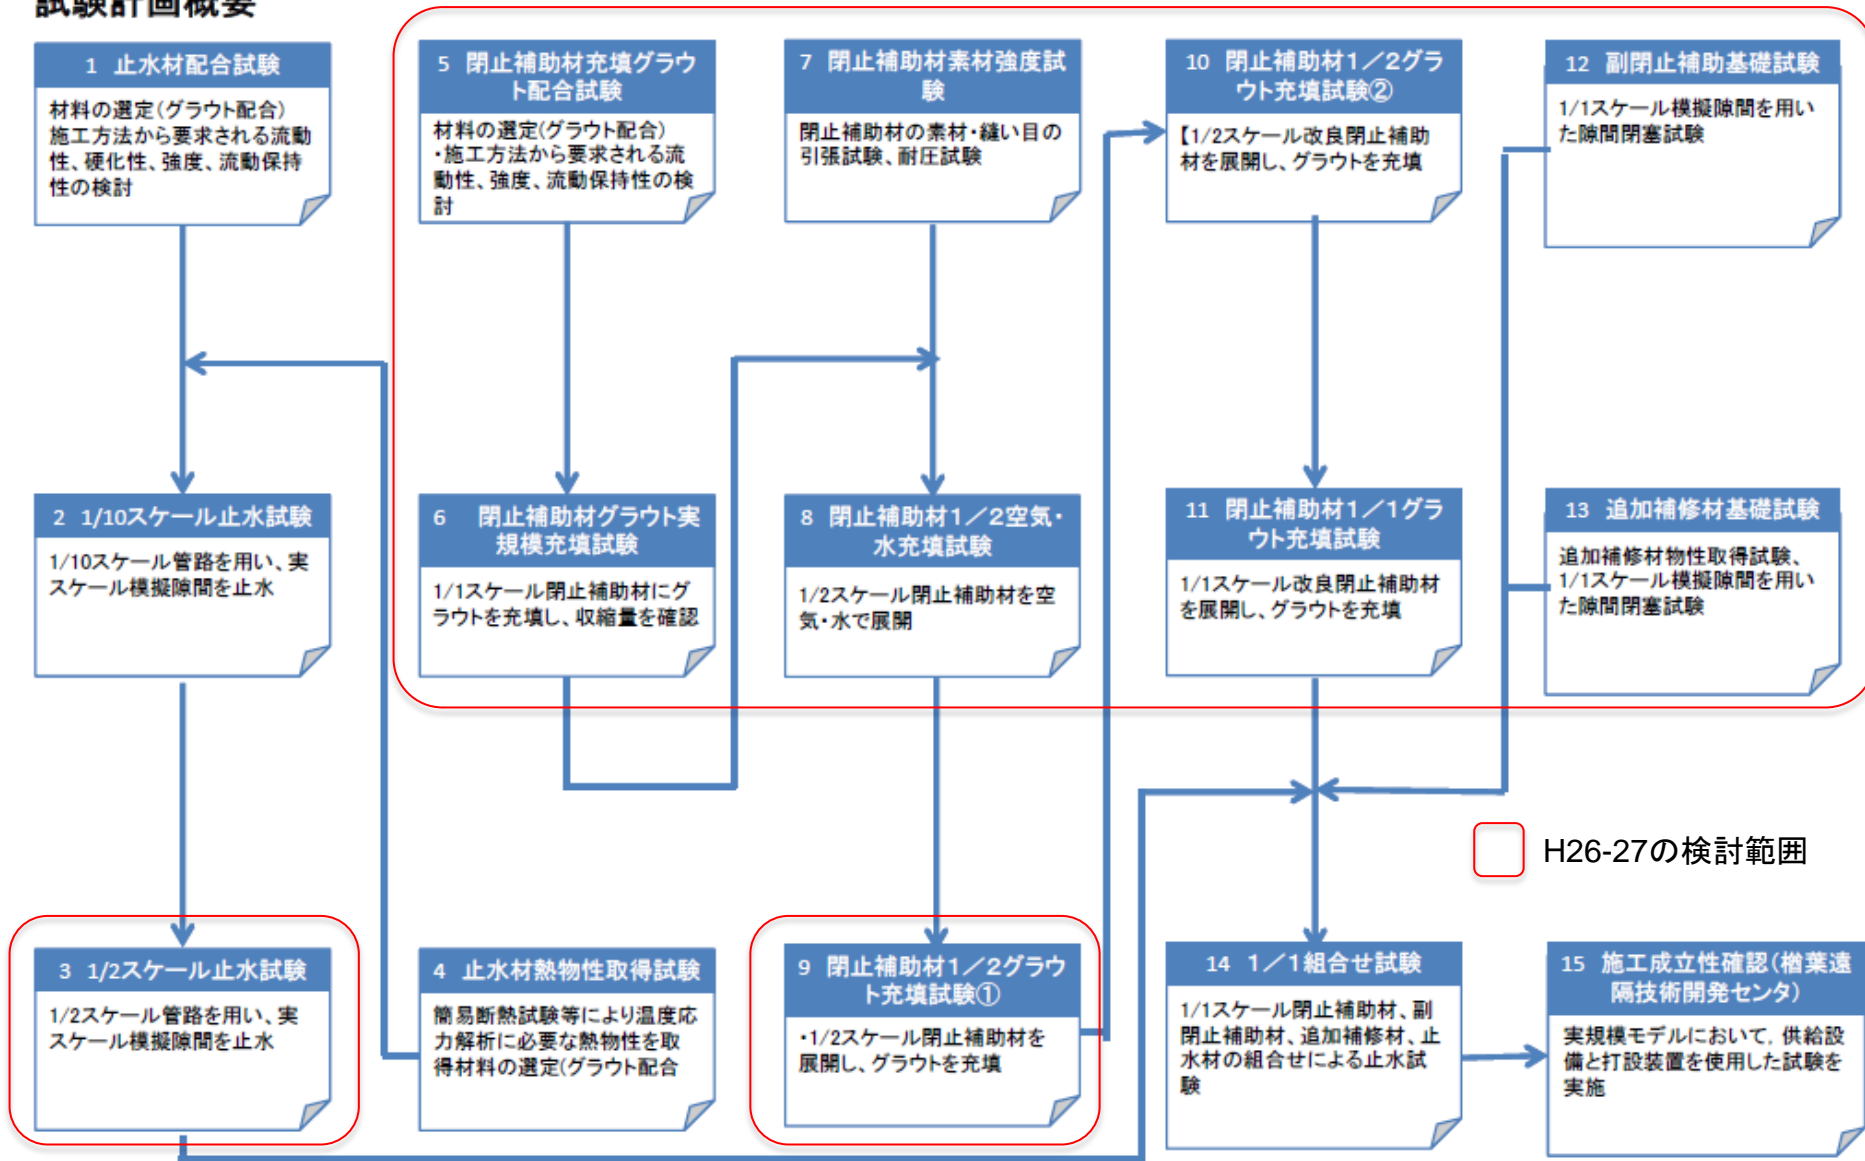 試験計画概要
1 止水材配合試験
材料の選定(グラウト配合)
施工方法から要求される流動
性、硬化性、強度、流動保持
性の検討
5 閉止補助材充填グラウ
ト配合試験
材料の選定(グラウト配合)
・施工方法から要求される流
動性、強度、流動保持性の検
討
7 閉止補助材素材強度試
験
閉止補助材の素材・縫い目の
引張試験、耐圧試験
10 閉止補助材1/2グラ
ウト充填試験②
【1/2スケール改良閉止補助
材を展開し、グラウトを充填
12 副閉止補助基礎試験
1/1スケール模擬隙間を用い
た隙間閉塞試験
2 1/10スケール止水試験
1/10スケール管路を用い、実
スケール模擬隙間を止水
6 閉止補助材グラウト実
規模充填試験
1/1スケール閉止補助材にグ
ラウトを充填し、収縮量を確認
8 閉止補助材1/2空気・
水充填試験
1/2スケール閉止補助材を空
気・水で展開
11 閉止補助材1/1グラ
ウト充填試験
1/1スケール改良閉止補助材
を展開し、グラウトを充填
13 追加補修材基礎試験
追加補修材物性取得試験、
1/1スケール模擬隙間を用い
た隙間閉塞試験
H26-27の検討範囲
3 1/2スケール止水試験
1/2スケール管路を用い、実
スケール模擬隙間を止水
4 止水材熱物性取得試験
簡易断熱試験等により温度応
力解析に必要な熱物性を取
得材料の選定(グラウト配合
9 閉止補助材1/2グラウ
ト充填試験①
・1/2スケール閉止補助材を
展開し、グラウトを充填
14 1/1組合せ試験
1/1スケール閉止補助材、副
閉止補助材、追加補修材、止
水材の組合せによる止水試
験
15 施工成立性確認(楢葉遠
隔技術開発センタ)
実規模モデルにおいて, 供給設
備と打設装置を使用した試験を
実施